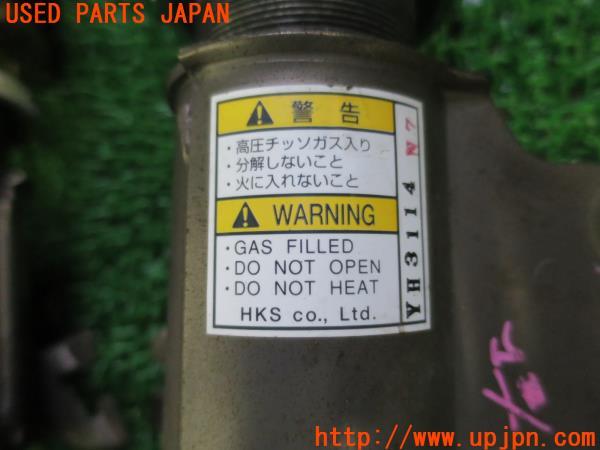 USED PARTS JAPAN
警告
・高圧チッソガス入り
・分解しないこと
・火に入れないこと
WARNING
・GAS FILLED
・DO NOT OPEN
・DO NOT HEAT
HKS co., Ltd.
YH3114 N7
UPJ
http://www.upjpn.com/